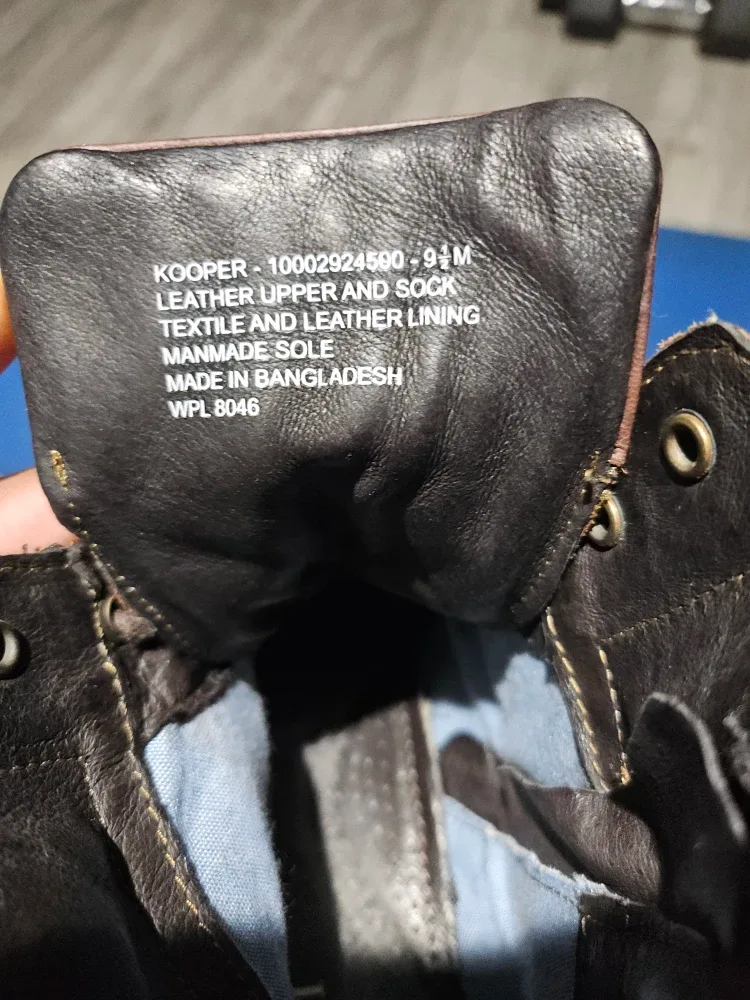 KOOPER - 10002924590 - 9½M
LEATHER UPPER AND SOCK
TEXTILE AND LEATHER LINING
MANMADE SOLE
MADE IN BANGLADESH
WPL 8046